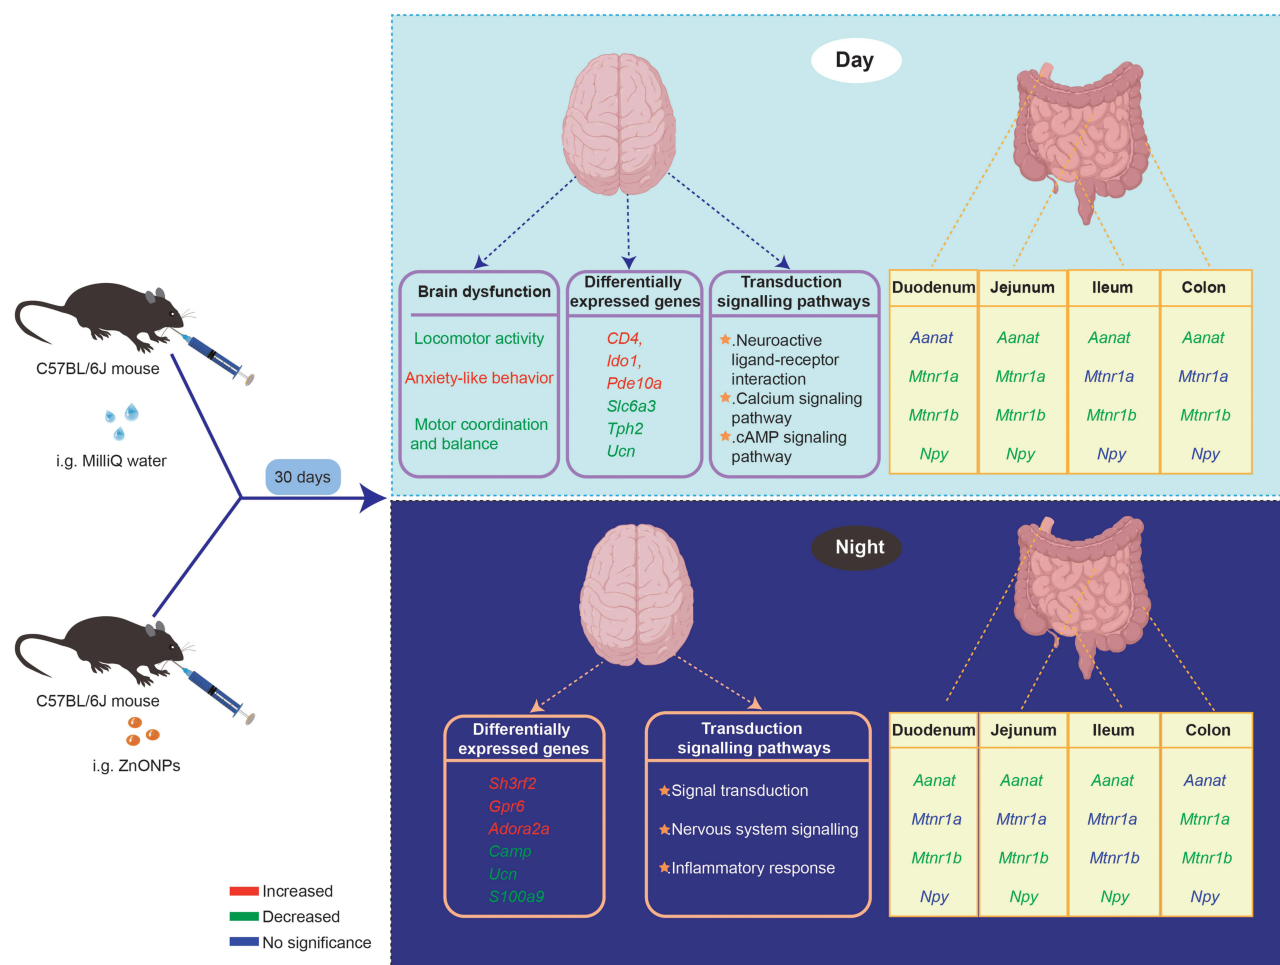 C57BL/6J mouse
i.g. MilliQ water
30 days
C57BL/6J mouse
i.g. ZnONPs
Increased
Decreased
No significance
Day
Brain dysfunction
Locomotor activity
Anxiety-like behavior
Motor coordination
and balance
Differentially
expressed genes
CD4,
Ido1,
Pde10a
Slc6a3
Tph2
Ucn
Transduction
signalling pathways
.Neuroactive
ligand-receptor
interaction
.Calcium signaling
pathway
.cAMP signaling
pathway
Duodenum Jejunum Ileum Colon
Aanat Aanat Aanat Aanat
Mtnr1a Mtnr1a Mtnr1a Mtnr1a
Mtnr1b Mtnr1b Mtnr1b Mtnr1b
Npy Npy Npy Npy
Night
Differentially
expressed genes
Sh3rf2
Gpr6
Adora2a
Camp
Ucn
S100a9
Transduction
signalling pathways
.Signal transduction
.Nervous system signalling
.Inflammatory response
Duodenum Jejunum Ileum Colon
Aanat Aanat Aanat Aanat
Mtnr1a Mtnr1a Mtnr1a Mtnr1a
Mtnr1b Mtnr1b Mtnr1b Mtnr1b
Npy Npy Npy Npy